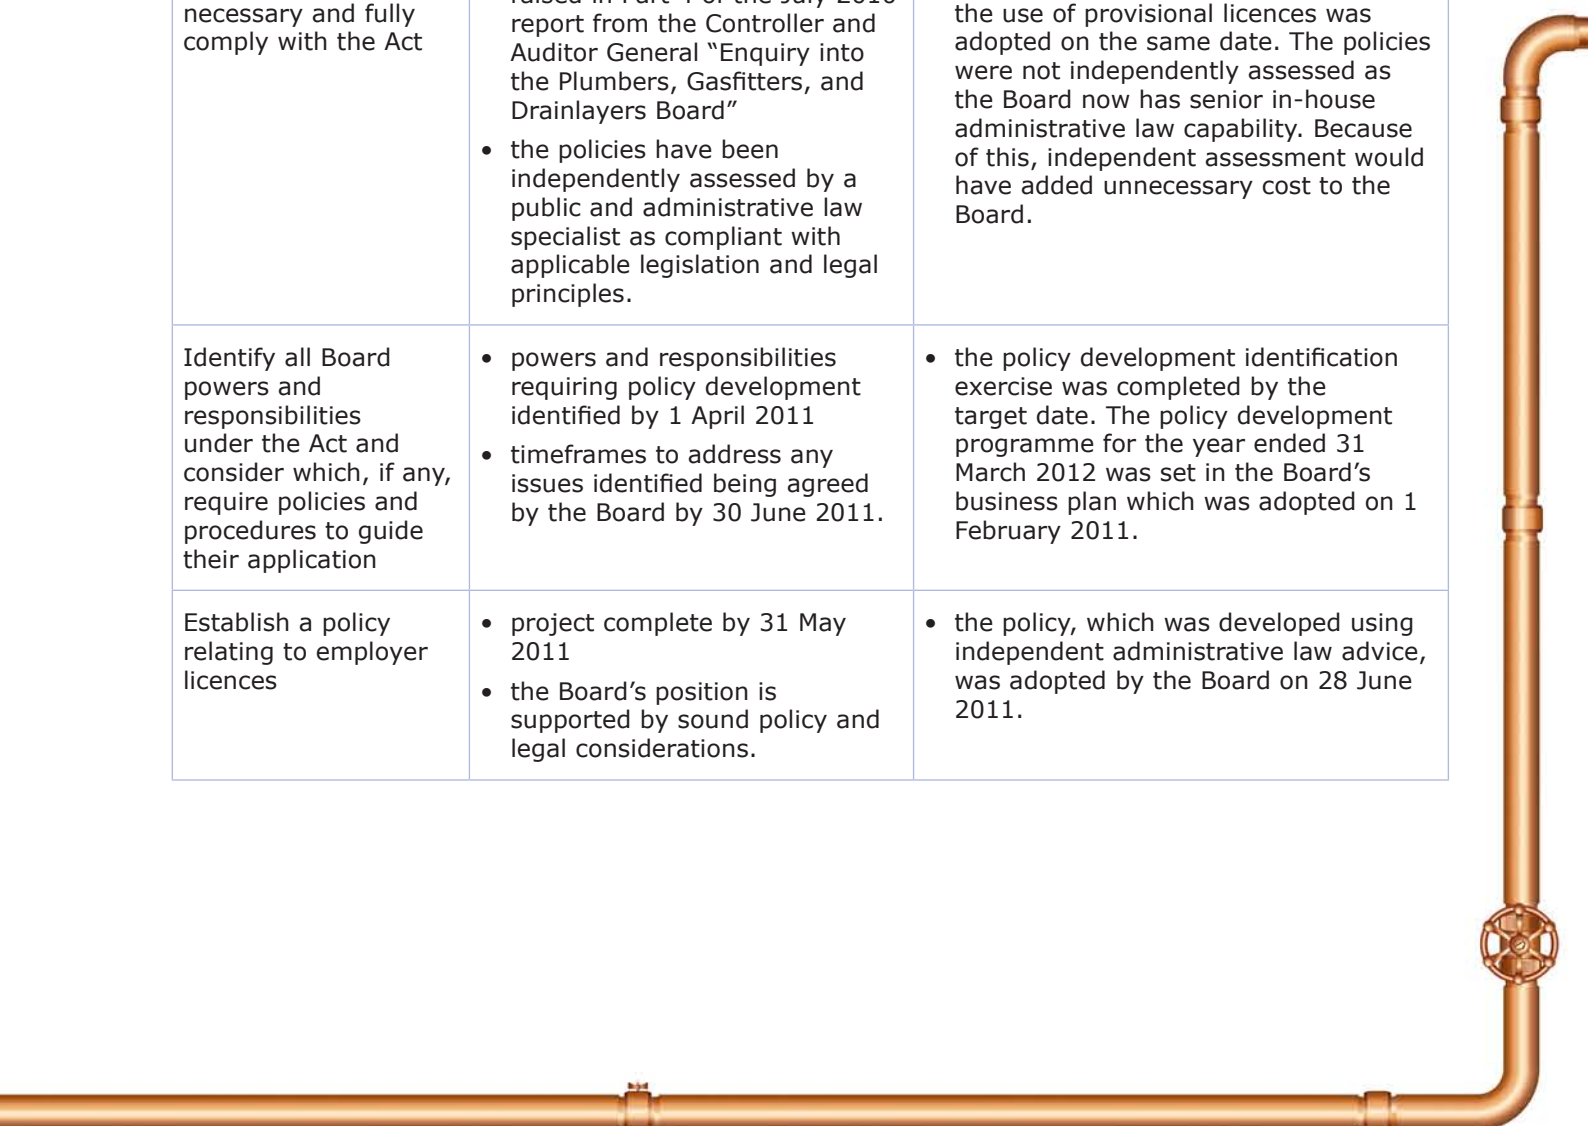 necessary and fully
comply with the Act
report from the Controller and
Auditor General “Enquiry into
the Plumbers, Gasfitters, and
Drainlayers Board”
• the policies have been
independently assessed by a
public and administrative law
specialist as compliant with
applicable legislation and legal
principles.
the use of provisional licences was
adopted on the same date. The policies
were not independently assessed as
the Board now has senior in-house
administrative law capability. Because
of this, independent assessment would
have added unnecessary cost to the
Board.
Identify all Board
powers and
responsibilities
under the Act and
consider which, if any,
require policies and
procedures to guide
their application
• powers and responsibilities
requiring policy development
identified by 1 April 2011
• timeframes to address any
issues identified being agreed
by the Board by 30 June 2011.
• the policy development identification
exercise was completed by the
target date. The policy development
programme for the year ended 31
March 2012 was set in the Board’s
business plan which was adopted on 1
February 2011.
Establish a policy
relating to employer
licences
• project complete by 31 May
2011
• the Board’s position is
supported by sound policy and
legal considerations.
• the policy, which was developed using
independent administrative law advice,
was adopted by the Board on 28 June
2011.